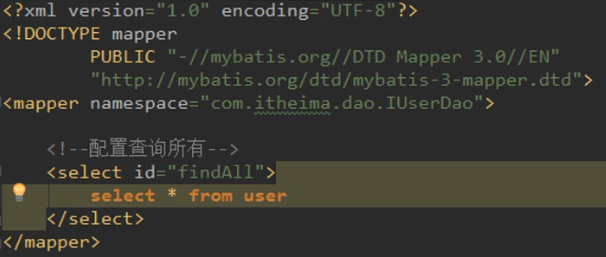 <?xml version="1.0" encoding="UTF-8"?>
<!DOCTYPE mapper
PUBLIC "-//mybatis.org//DTD Mapper 3.0//EN"
"http://mybatis.org/dtd/mybatis-3-mapper.dtd">
<mapper namespace="com.itheima.dao.IUserDao">
<!--配置查询所有-->
<select id="findAll">
select * from user
</select>
</mapper>